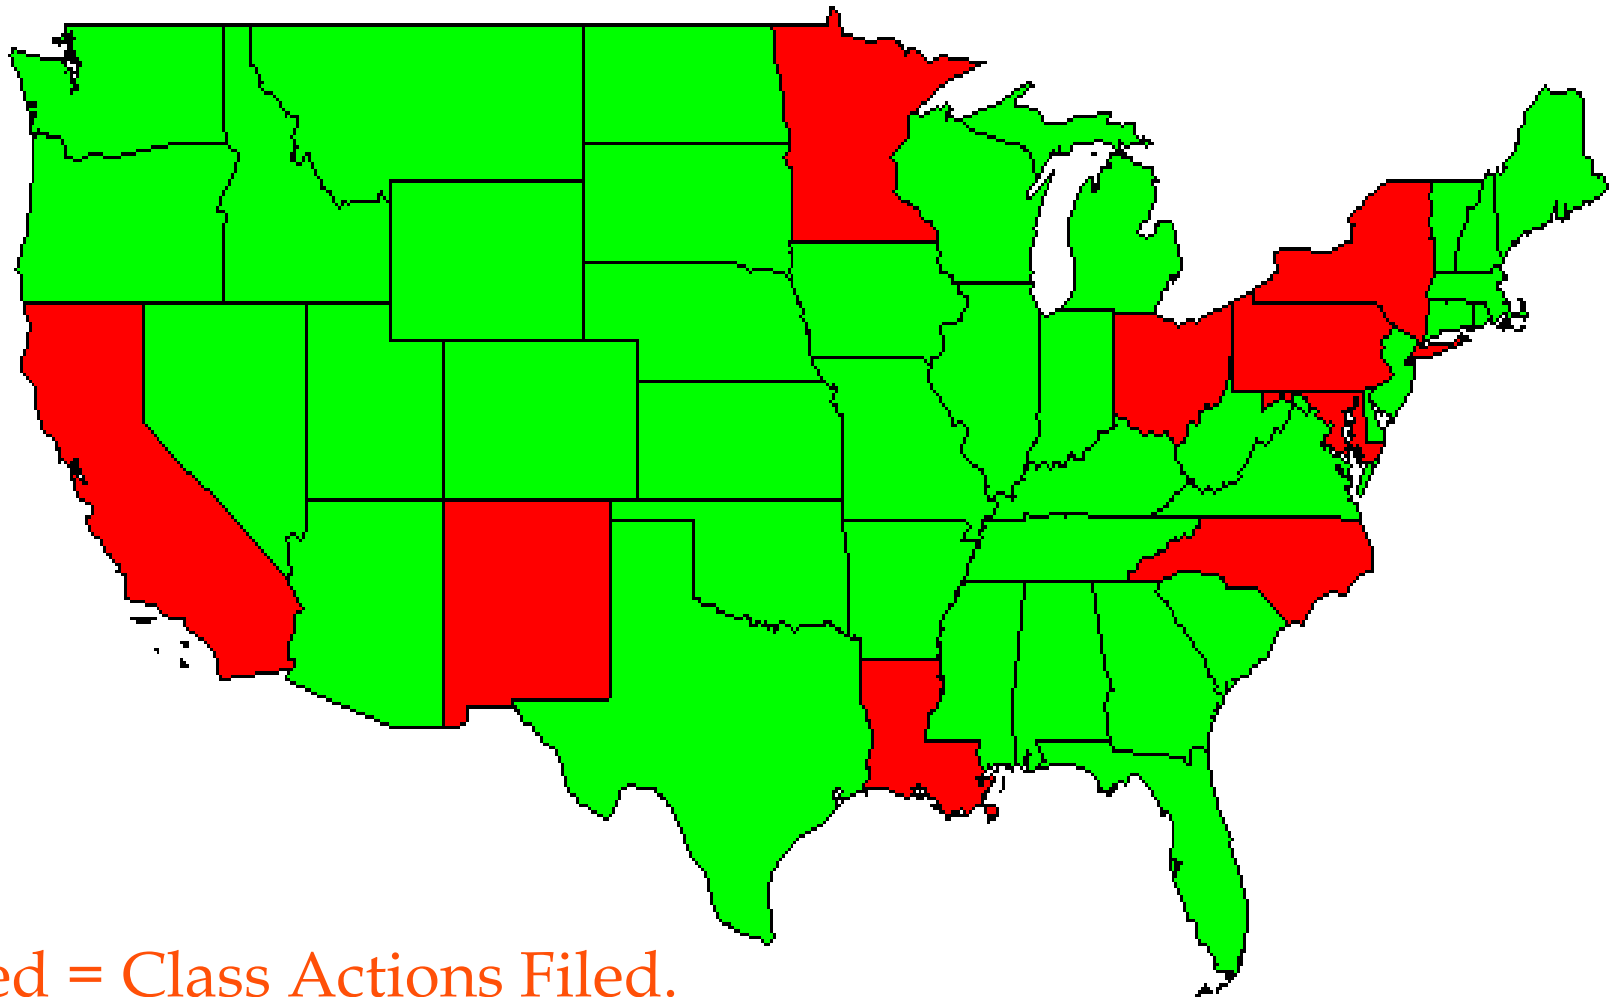 ed = Class Actions Filed.